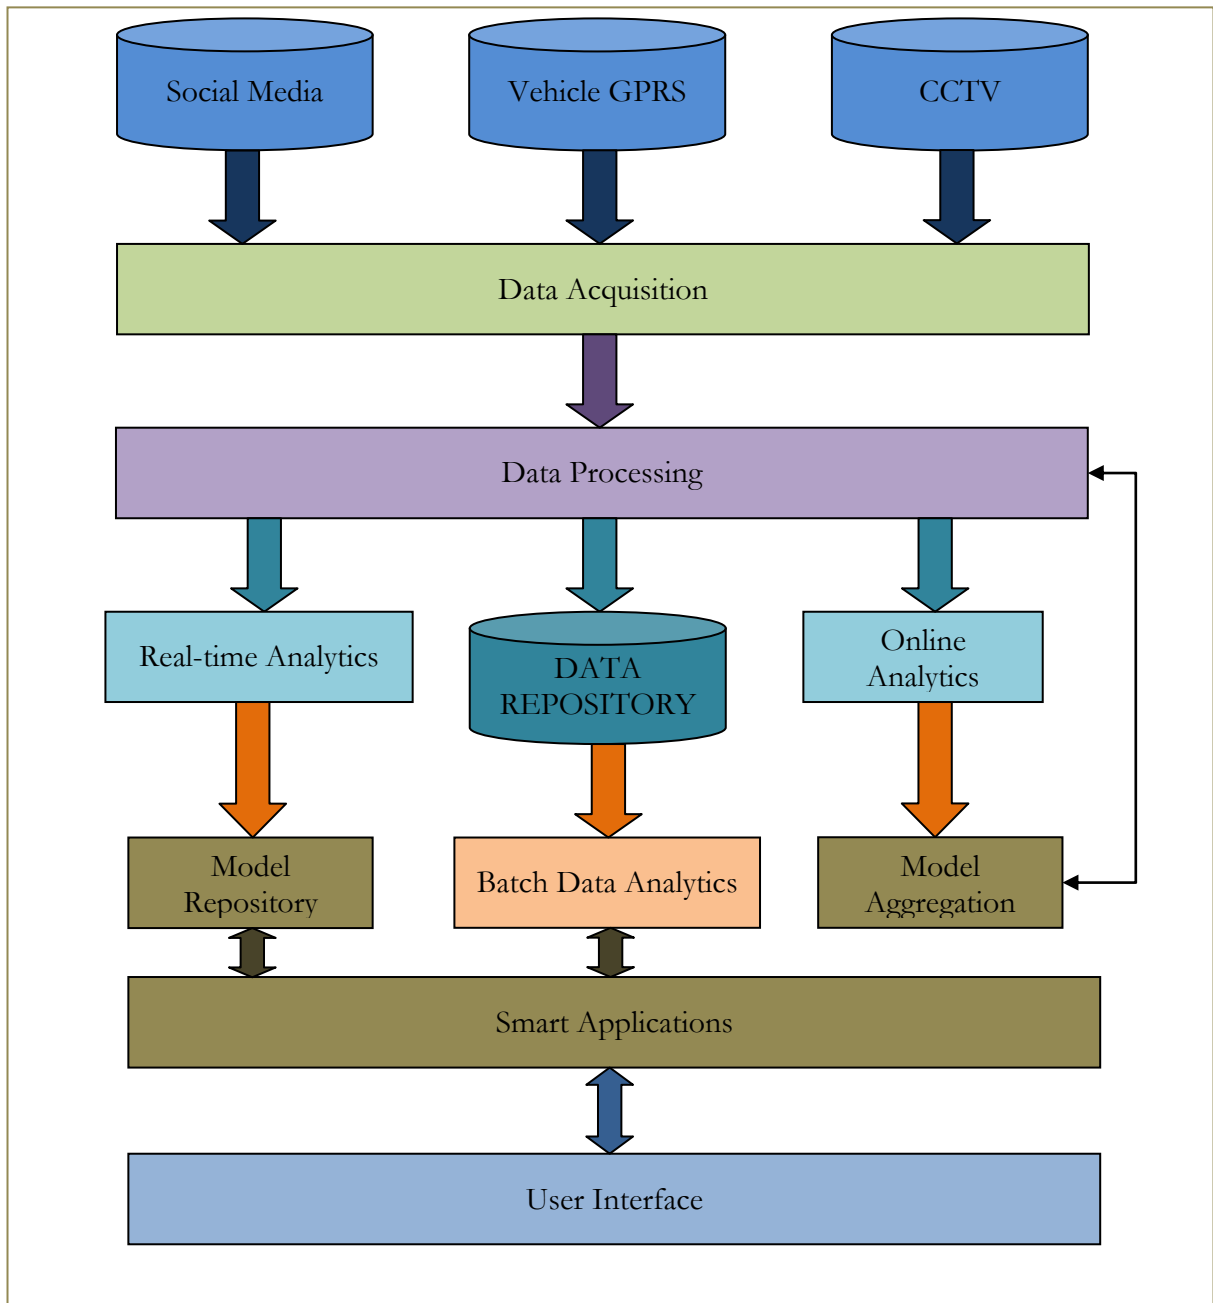 Social Media
Vehicle GPRS
CCTV
Data Acquisition
Data Processing
Real-time Analytics
DATA
REPOSITORY
Online
Analytics
Model
Repository
Batch Data Analytics
Model
Aggregation
Smart Applications
User Interface